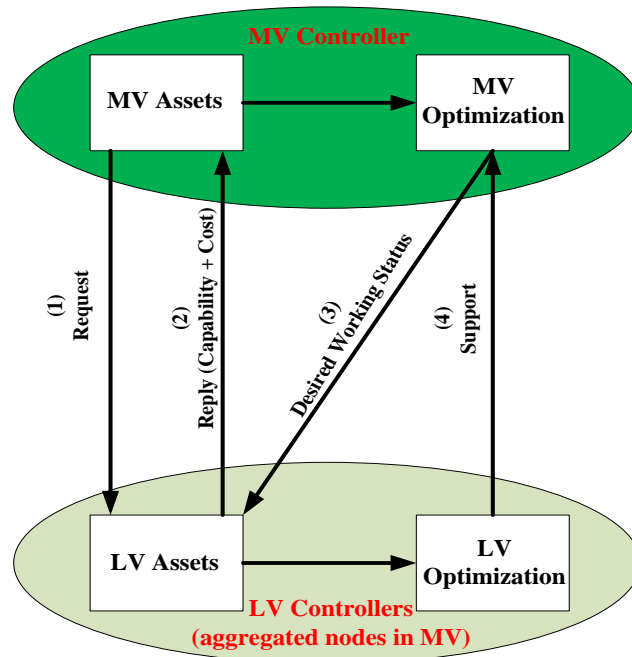 MV Controller
MV Assets
MV
Optimization
(1)
Request
(2)
Reply (Capability + Cost)
(3)
Desired Working Status
(4)
Support
LV Assets
LV
Optimization
LV Controllers
(aggregated nodes in MV)